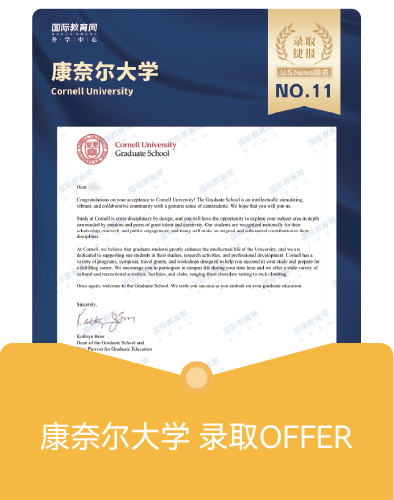 国际教育网
升学中心
录取
捷报
康奈尔大学
Cornell University
U.S News排名
NO.11
Cornell University
Graduate School
Dear
Congratulations on your acceptance to Cornell University! The Graduate School is an intellectually stimulating,
vibrant, and collaborative community with a genuine sense of camaraderie. We hope that you will join us.
Study at Cornell is cross-disciplinary by design, and you will have the opportunity to explore your subject area in depth
surrounded by mentors and peers of great talent and creativity. Our students are recognized nationally for their
scholarship, research, and public engagement, and many will make an original and substantial contribution to their
discipline.
At Cornell, we believe that graduate students greatly enhance the intellectual life of the University, and we are
dedicated to supporting our students in their studies, research activities, and professional development. Cornell has a
variety of programs, symposia, travel grants, and workshops designed to help you succeed in your study and prepare for
a fulfilling career. We encourage you to participate in campus life during your time here and we offer a wide variety of
cultural and recreational activities, facilities, and clubs, ranging from chocolate tasting to rock climbing.
Once again, welcome to the Graduate School. We wish you success as you embark on your graduate education.
Sincerely,
Kathryn Boor
Dean of the Graduate School and
Vice Provost for Graduate Education
康奈尔大学 录取OFFER